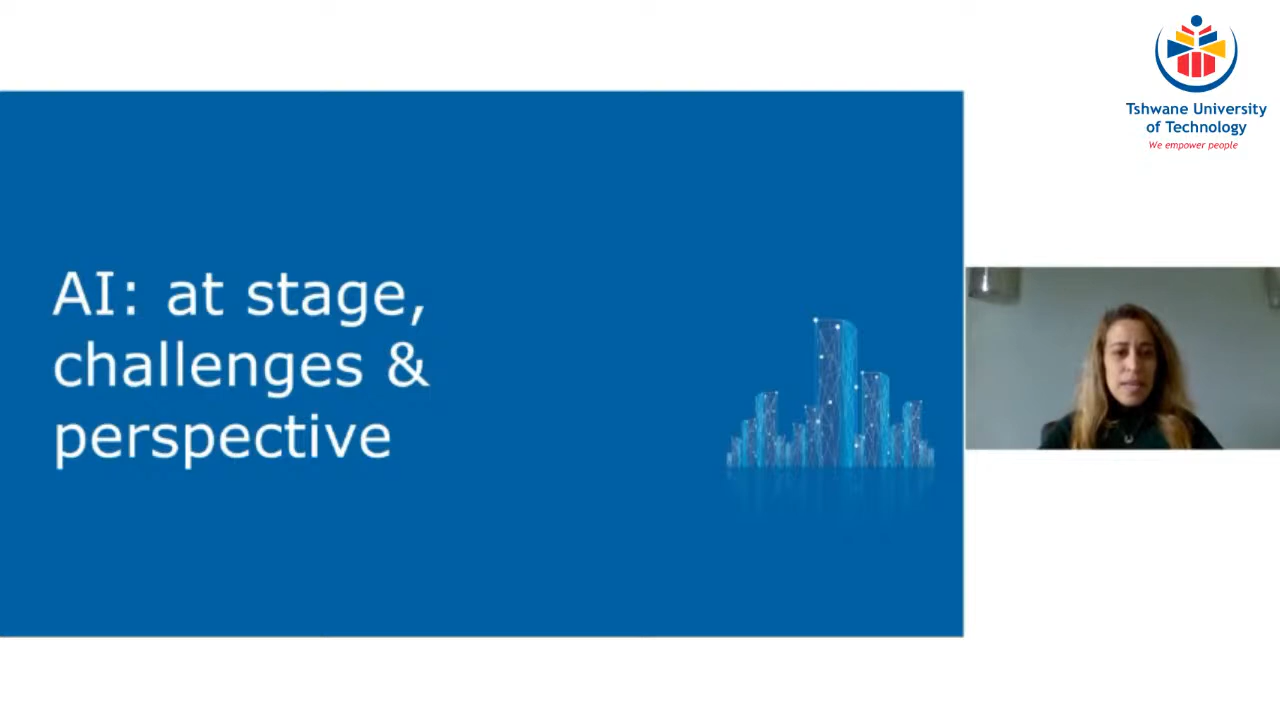 AI: at stage,
challenges &
perspective
Tshwane University
of Technology
We empower people